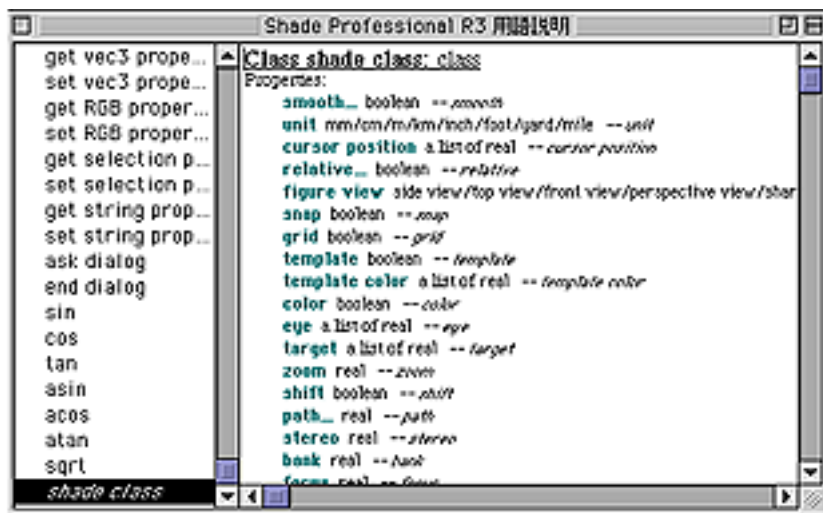 Shade Professional R3 用語説明
get vec3 prope...
set vec3 prope...
get RGB proper...
set RGB proper...
get selection p...
set selection p...
get string prop...
set string prop...
ask dialog
end dialog
sin
cos
tan
asin
acos
atan
sqrt
shade class
Class shade class: class
Properties:
smooth_ boolean -- smooth
unit mm/cm/m/km/inch/foot/yard/mile -- unit
cursor position a list of real -- cursor position
relative_ boolean -- relative
figure view side view/top view/front view/perspective view/shar
snap boolean -- snap
grid boolean -- grid
template boolean -- template
template color a list of real -- template color
color boolean -- color
eye a list of real -- eye
target a list of real -- target
zoom real -- zoom
shift boolean -- shift
path_ real -- path
stereo real -- stereo
bank real -- bank
focus real -- focus